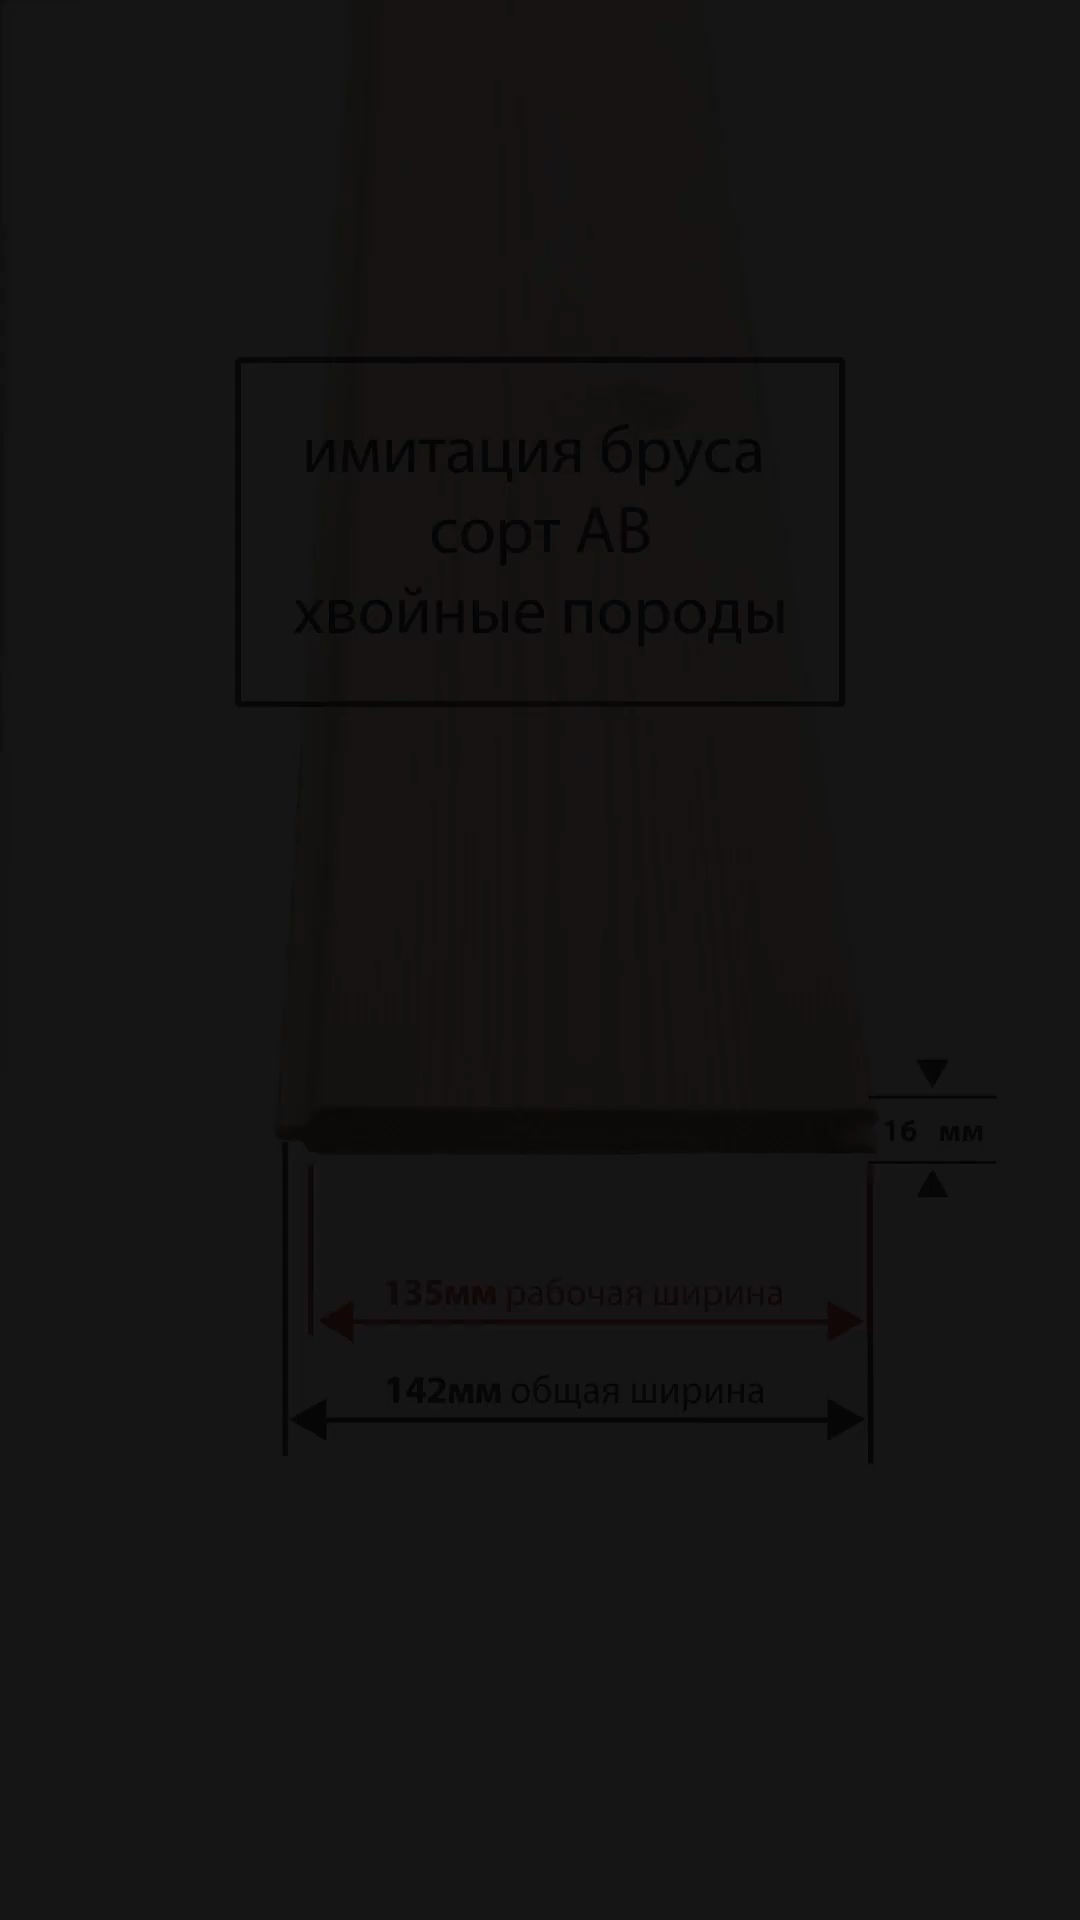 имитация бруса
сорт АВ
хвойные породы
16 мм
135мм рабочая ширина
142мм общая ширина